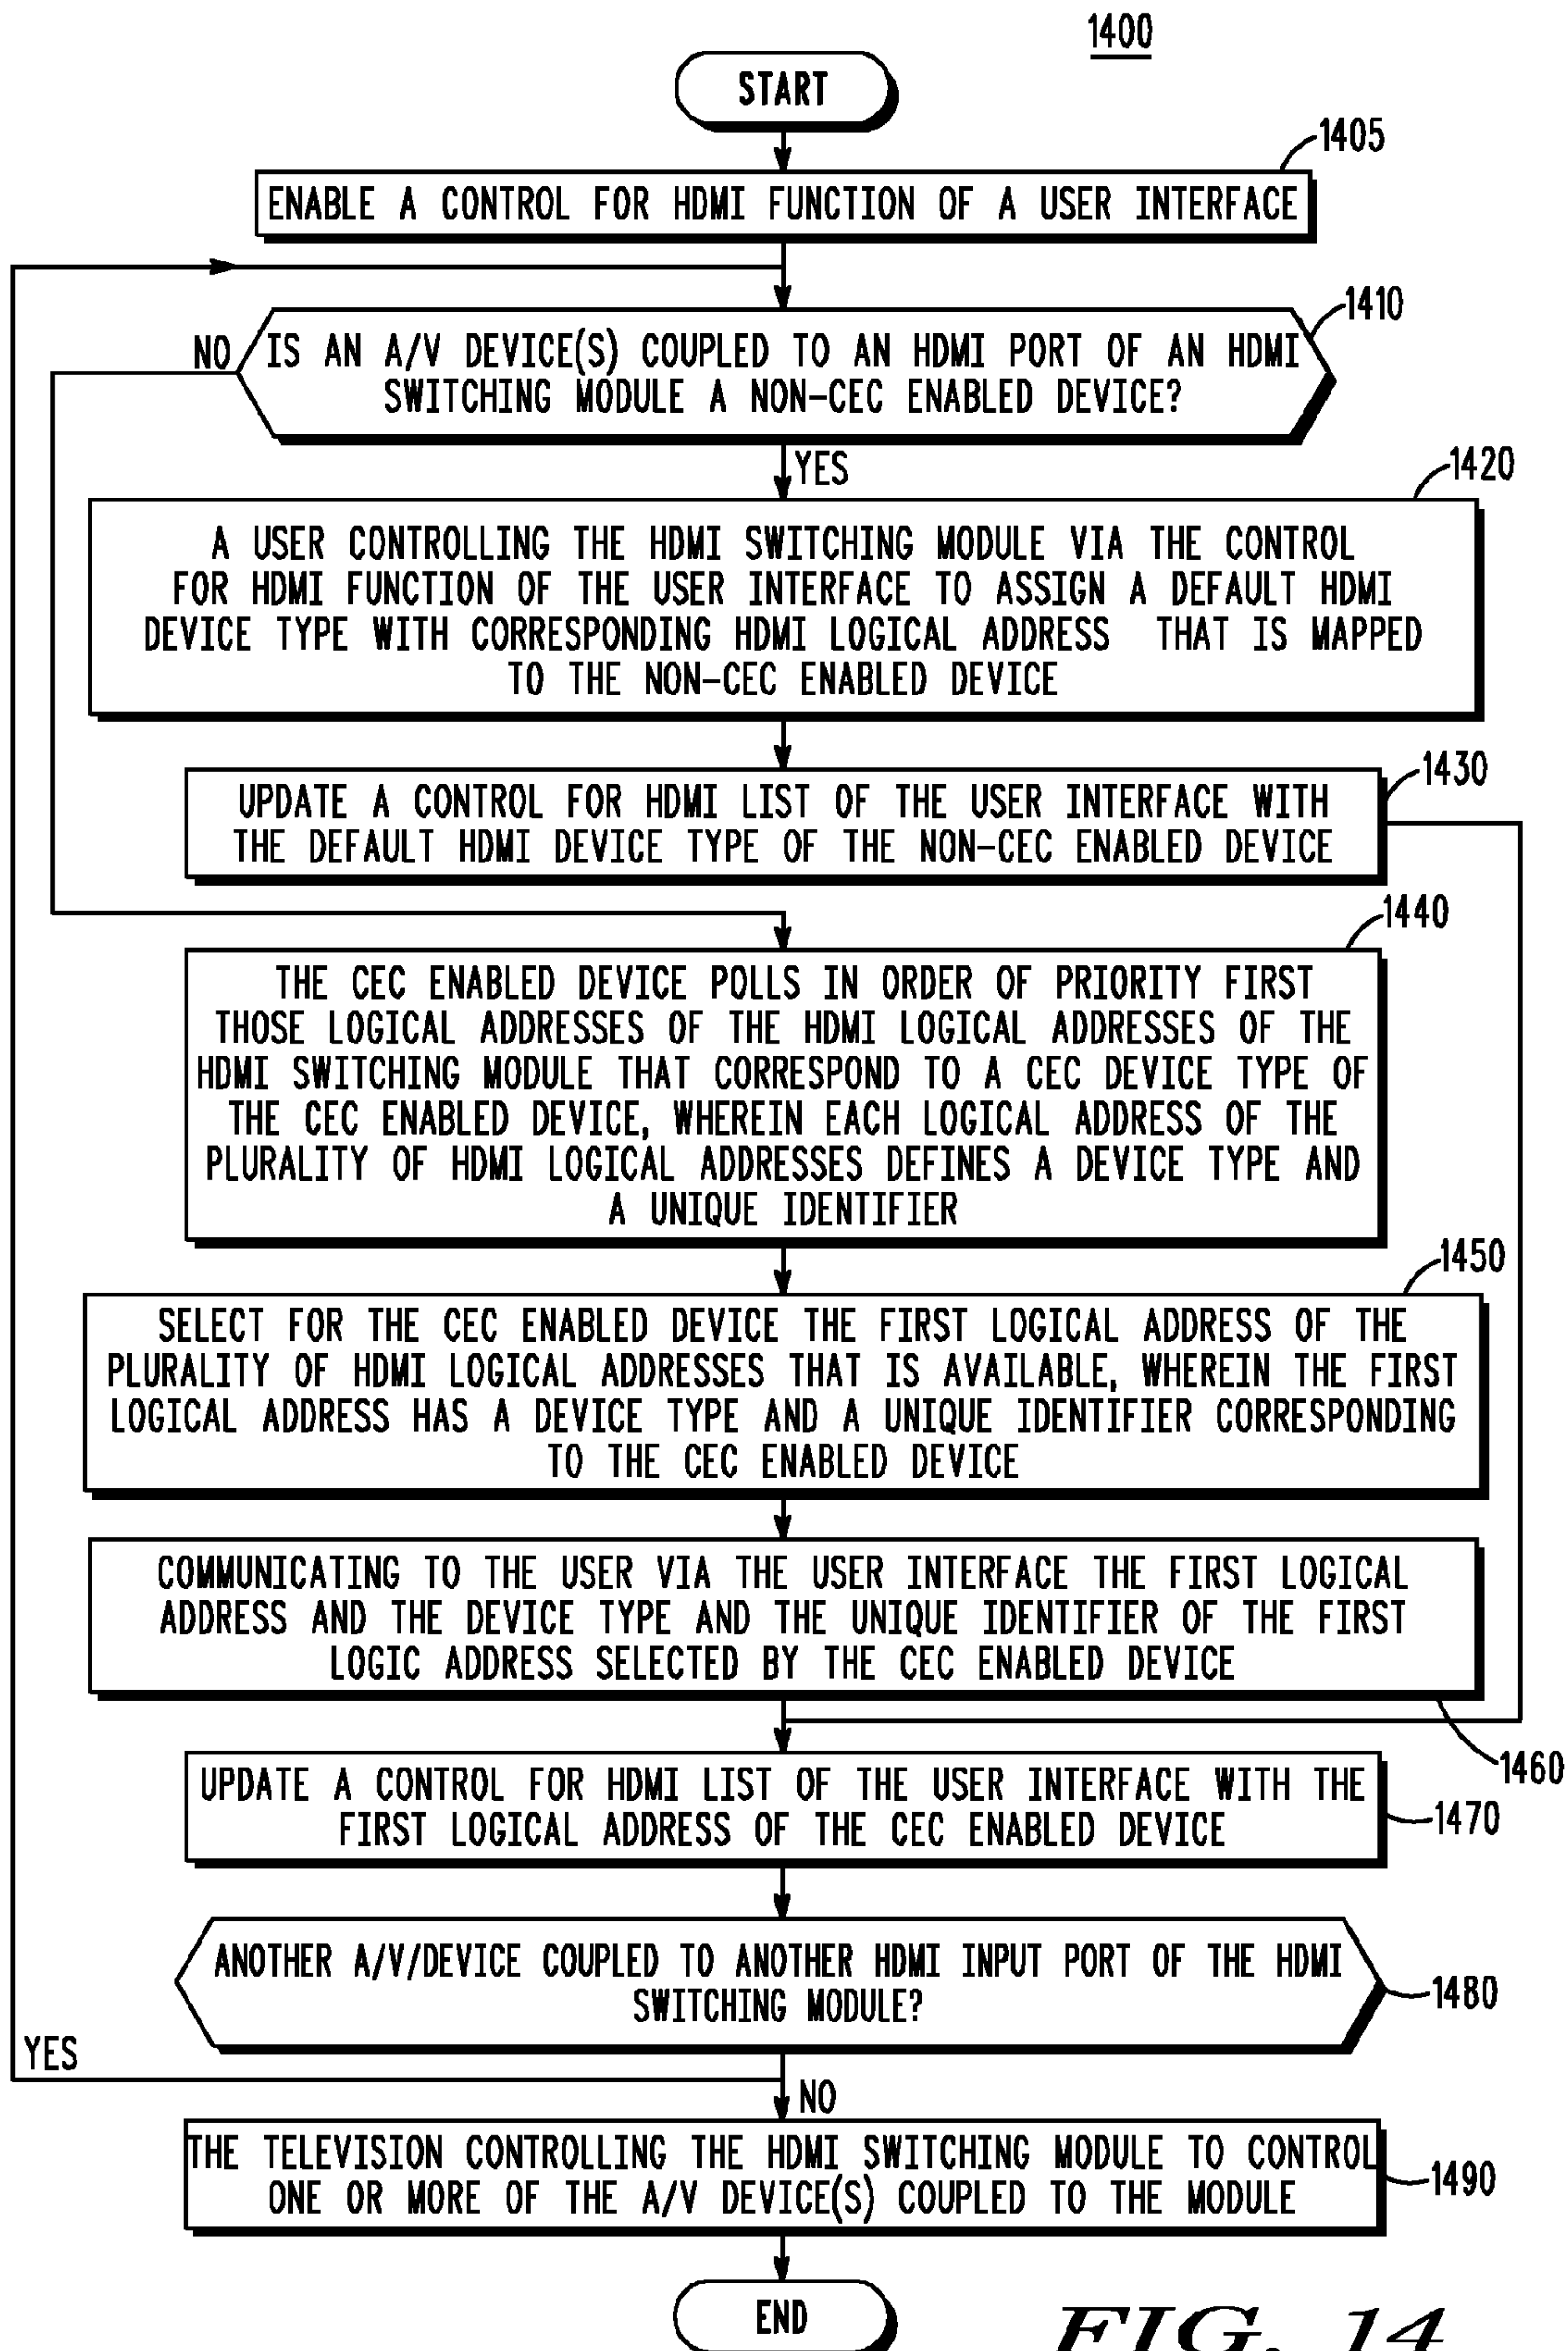 1400
START
1405
ENABLE A CONTROL FOR HDMI FUNCTION OF A USER INTERFACE
1410
NO
IS AN A/V DEVICE(S) COUPLED TO AN HDMI PORT OF AN HDMI
SWITCHING MODULE A NON-CEC ENABLED DEVICE?
YES
1420
A USER CONTROLLING THE HDMI SWITCHING MODULE VIA THE CONTROL
FOR HDMI FUNCTION OF THE USER INTERFACE TO ASSIGN A DEFAULT HDMI
DEVICE TYPE WITH CORRESPONDING HDMI LOGICAL ADDRESS THAT IS MAPPED
TO THE NON-CEC ENABLED DEVICE
1430
UPDATE A CONTROL FOR HDMI LIST OF THE USER INTERFACE WITH
THE DEFAULT HDMI DEVICE TYPE OF THE NON-CEC ENABLED DEVICE
1440
THE CEC ENABLED DEVICE POLLS IN ORDER OF PRIORITY FIRST
THOSE LOGICAL ADDRESSES OF THE HDMI LOGICAL ADDRESSES OF THE
HDMI SWITCHING MODULE THAT CORRESPOND TO A CEC DEVICE TYPE OF
THE CEC ENABLED DEVICE, WHEREIN EACH LOGICAL ADDRESS OF THE
PLURALITY OF HDMI LOGICAL ADDRESSES DEFINES A DEVICE TYPE AND
A UNIQUE IDENTIFIER
1450
SELECT FOR THE CEC ENABLED DEVICE THE FIRST LOGICAL ADDRESS OF THE
PLURALITY OF HDMI LOGICAL ADDRESSES THAT IS AVAILABLE, WHEREIN THE FIRST
LOGICAL ADDRESS HAS A DEVICE TYPE AND A UNIQUE IDENTIFIER CORRESPONDING
TO THE CEC ENABLED DEVICE
COMMUNICATING TO THE USER VIA THE USER INTERFACE THE FIRST LOGICAL
ADDRESS AND THE DEVICE TYPE AND THE UNIQUE IDENTIFIER OF THE FIRST
LOGIC ADDRESS SELECTED BY THE CEC ENABLED DEVICE
1460
UPDATE A CONTROL FOR HDMI LIST OF THE USER INTERFACE WITH THE
FIRST LOGICAL ADDRESS OF THE CEC ENABLED DEVICE
1470
ANOTHER A/V/DEVICE COUPLED TO ANOTHER HDMI INPUT PORT OF THE HDMI
SWITCHING MODULE?
1480
YES
NO
THE TELEVISION CONTROLLING THE HDMI SWITCHING MODULE TO CONTROL
ONE OR MORE OF THE A/V DEVICE(S) COUPLED TO THE MODULE
1490
END
FIG. 14